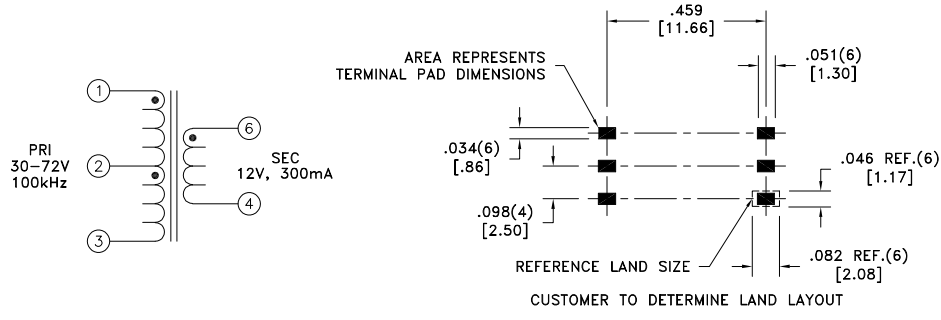 1
2
3
PRI
30-72V
100kHz
6
4
SEC
12V, 300mA
.459
[11.66]
AREA REPRESENTS
TERMINAL PAD DIMENSIONS
.051(6)
[1.30]
.034(6)
[.86]
.046 REF.(6)
[1.17]
.098(4)
[2.50]
REFERENCE LAND SIZE
.082 REF.(6)
[2.08]
CUSTOMER TO DETERMINE LAND LAYOUT